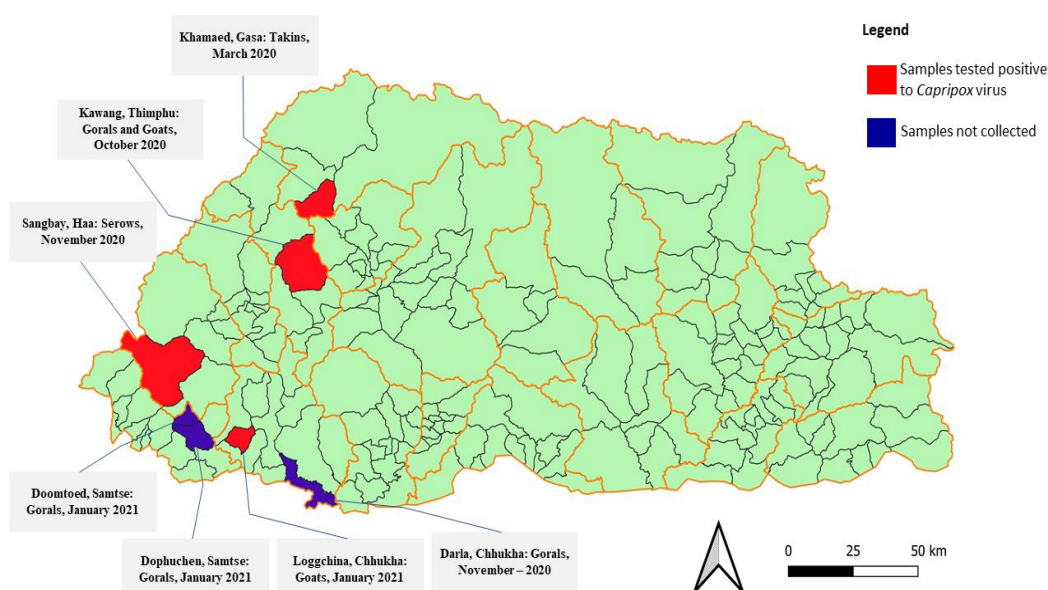 Khamaed, Gasa: Takins,
March 2020
Kawang, Thimphu:
Gorals and Goats,
October 2020
Sangbay, Haa: Serows,
November 2020
Doomtoed, Samtse:
Gorals, January 2021
Dophuchen, Samtse:
Gorals, January 2021
Loggchina, Chhukha:
Goats, January 2021
Darla, Chhukha: Gorals,
November – 2020
Legend
Samples tested positive
to Capripox virus
Samples not collected
0 25 50 km